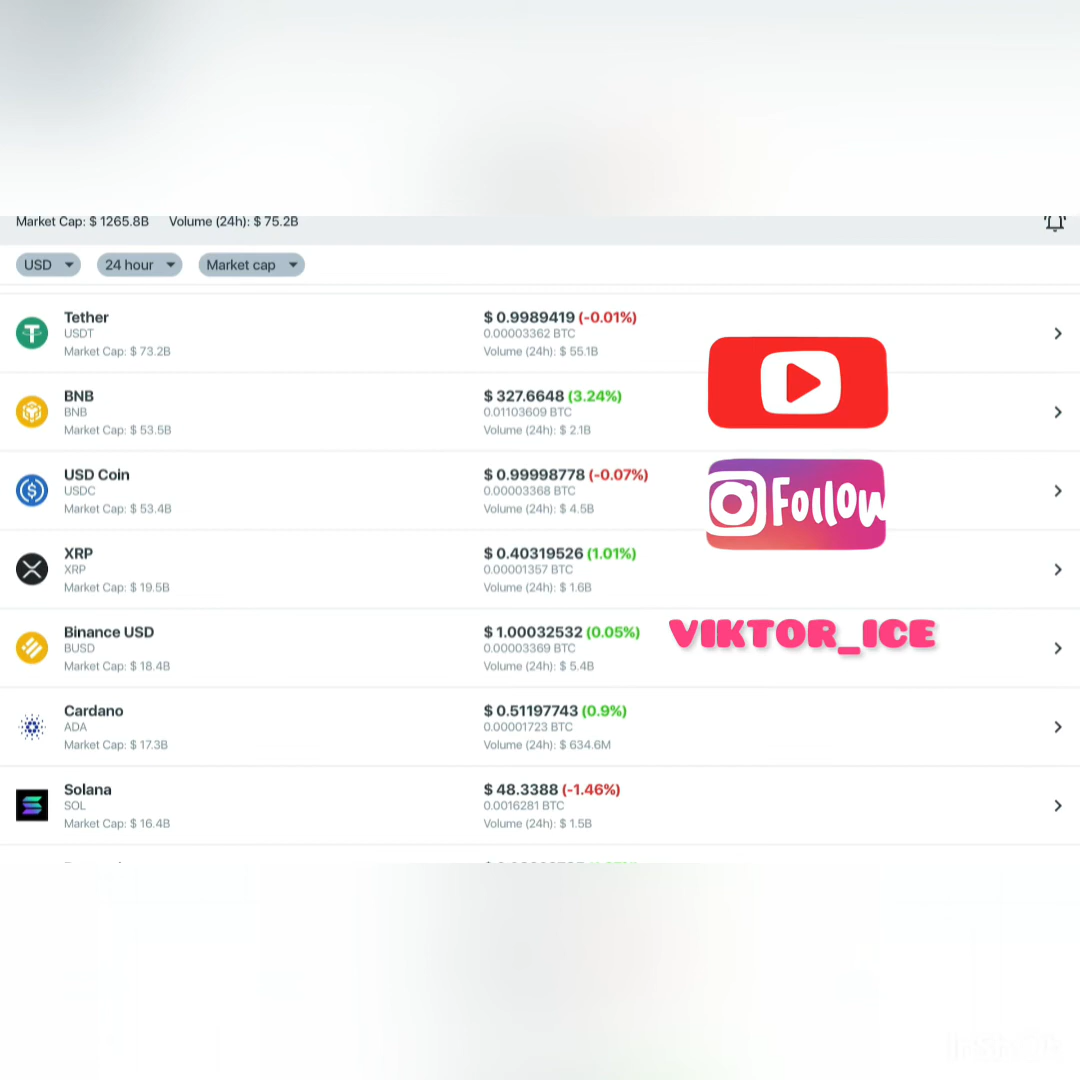 Market Cap: $ 1265.8B Volume (24h): $ 75.2B
USD 24 hour Market cap
Tether
$ 0.9989419 (-0.01%)
USDT
0.00003362 BTC
Market Cap: $ 73.2B
Volume (24h): $ 55.1B
BNB
$ 327.6648 (3.24%)
BNB
0.01103609 BTC
Market Cap: $ 53.5B
Volume (24h): $ 2.1B
USD Coin
$ 0.99998778 (-0.07%)
USDC
0.00003368 BTC
Market Cap: $ 53.4B
Volume (24h): $ 4.5B
Follow
XRP
$ 0.40319526 (1.01%)
XRP
0.00001357 BTC
Market Cap: $ 19.5B
Volume (24h): $ 1.6B
Binance USD
$ 1.00032532 (0.05%)
VIKTOR_ICE
BUSD
0.00003369 BTC
Market Cap: $ 18.4B
Volume (24h): $ 5.4B
Cardano
$ 0.51197743 (0.9%)
ADA
0.00001723 BTC
Market Cap: $ 17.3B
Volume (24h): $ 634.6M
Solana
$ 48.3388 (-1.46%)
SOL
0.0016281 BTC
Market Cap: $ 16.4B
Volume (24h): $ 1.5B